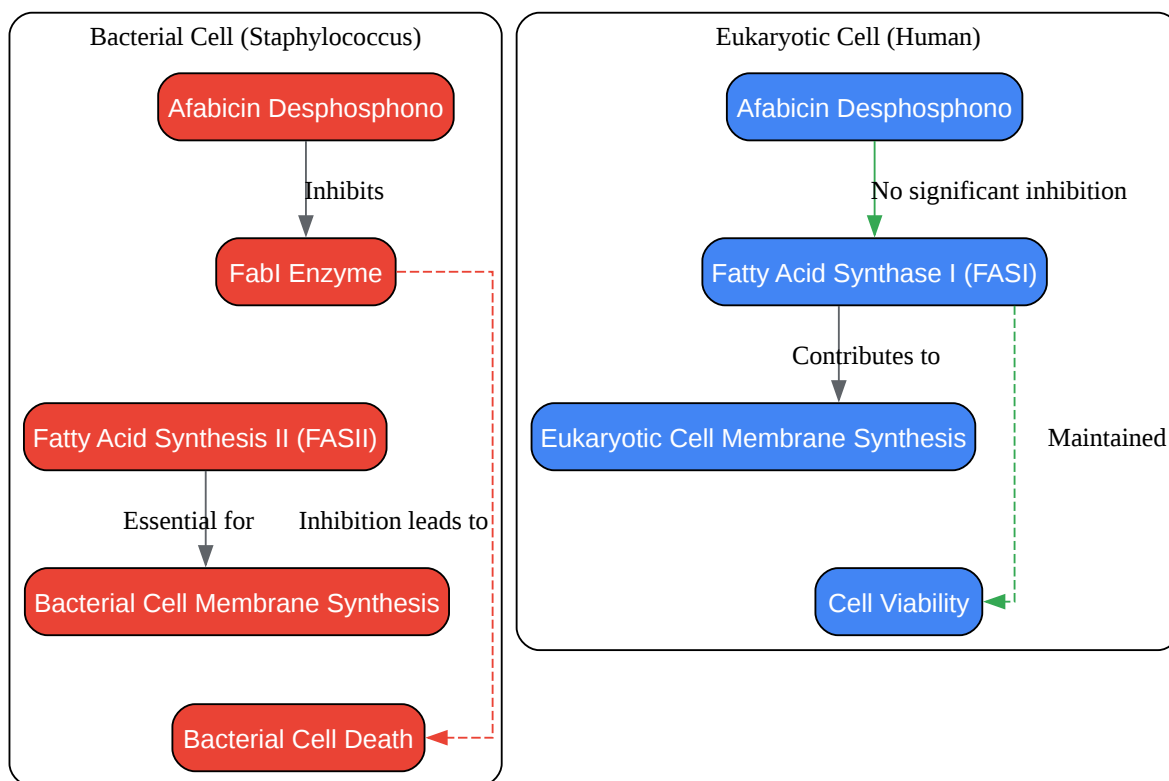 Bacterial Cell (Staphylococcus)
Afabicin Desphosphono
Inhibits
FabI Enzyme
Fatty Acid Synthesis II (FASII)
Essential for
Inhibition leads to
Bacterial Cell Membrane Synthesis
Bacterial Cell Death
Eukaryotic Cell (Human)
Afabicin Desphosphono
No significant inhibition
Fatty Acid Synthase I (FASI)
Contributes to
Eukaryotic Cell Membrane Synthesis
Maintained
Cell Viability